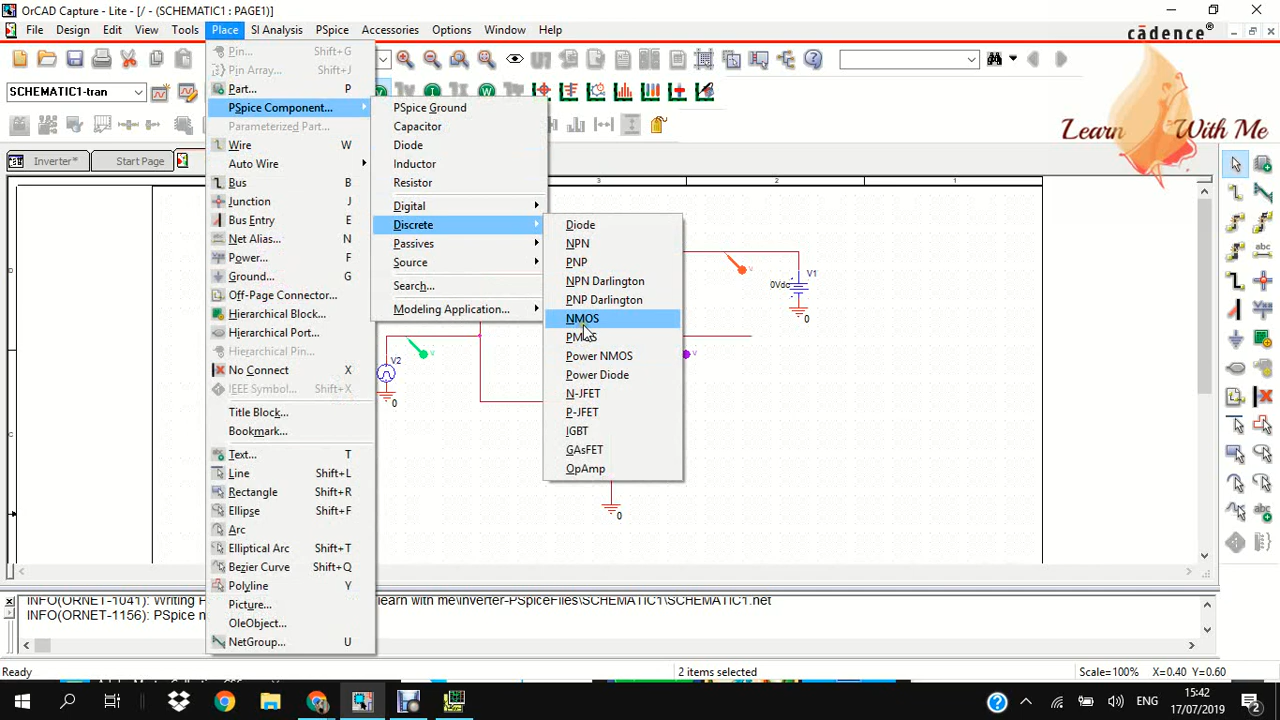 OrCAD Capture - Lite - [/ - (SCHEMATIC1 : PAGE1)]
File Design Edit View Tools Place SI Analysis PSpice Accessories Options Window Help
cadence®
Learn With Me
SCHEMATIC1-tran
Inverter*
Start Page
Pin... Shift+G
Pin Array... Shift+J
Part... P
PSpice Component...
Parameterized Part...
Wire W
Auto Wire
Bus B
Junction J
Bus Entry E
Net Alias... N
Power... F
Ground... G
Off-Page Connector...
Hierarchical Block...
Hierarchical Port...
Hierarchical Pin...
No Connect X
IEEE Symbol... Shift+X
Title Block...
Bookmark...
Text... T
Line Shift+L
Rectangle Shift+R
Ellipse Shift+F
Arc
Elliptical Arc Shift+T
Bezier Curve Shift+Q
Polyline Y
Picture...
OleObject...
NetGroup... U
PSpice Ground
Capacitor
Diode
Inductor
Resistor
Digital
Discrete
Passives
Source
Search...
Modeling Application...
Diode
NPN
PNP
NPN Darlington
PNP Darlington
NMOS
PMOS
Power NMOS
Power Diode
N-JFET
P-JFET
IGBT
GAsFET
OpAmp
3 2 1
V1
0Vdc
0
V
V2
0
V
V
0
INFO(ORNET-1041): Writing P
learn with me\inverter-PSpiceFiles\SCHEMATIC1\SCHEMATIC1.net
INFO(ORNET-1156): PSpice n
Ready 2 items selected Scale=100% X=0.40 Y=0.60
ENG
15:42
17/07/2019
2